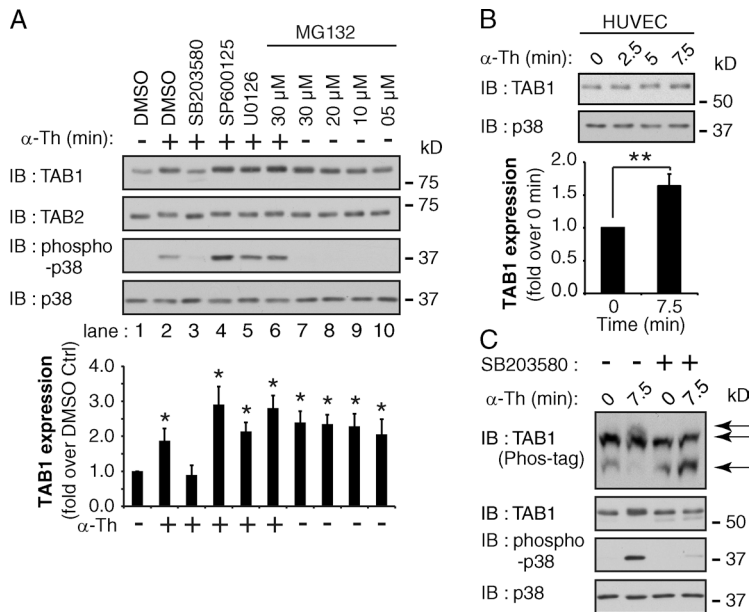 A
MG132
DMSO
DMSO
SB203580
SP600125
U0126
30 µM
30 µM
20 µM
10 µM
05 µM
α-Th (min): - + + + + + - - - -
kD
IB : TAB1
- 75
IB : TAB2
- 75
IB : phospho
-p38
- 37
IB : p38
- 37
lane : 1 2 3 4 5 6 7 8 9 10
TAB1 expression
(fold over DMSO Ctrl)
4.0
3.0
2.0
1.0
0.0
* * * * * * * *
α-Th - + + + + + - - - -
B
HUVEC
α-Th (min): 0 2.5 5 7.5
kD
IB : TAB1
- 50
IB : p38
- 37
TAB1 expression
(fold over 0 min)
2.0
1.5
1.0
0.5
0
**
0 7.5
Time (min)
C
SB203580 : - - + +
α-Th (min): 0 7.5 0 7.5
kD
IB : TAB1
(Phos-tag)
IB : TAB1
- 50
IB : phospho
-p38
- 37
IB : p38
- 37